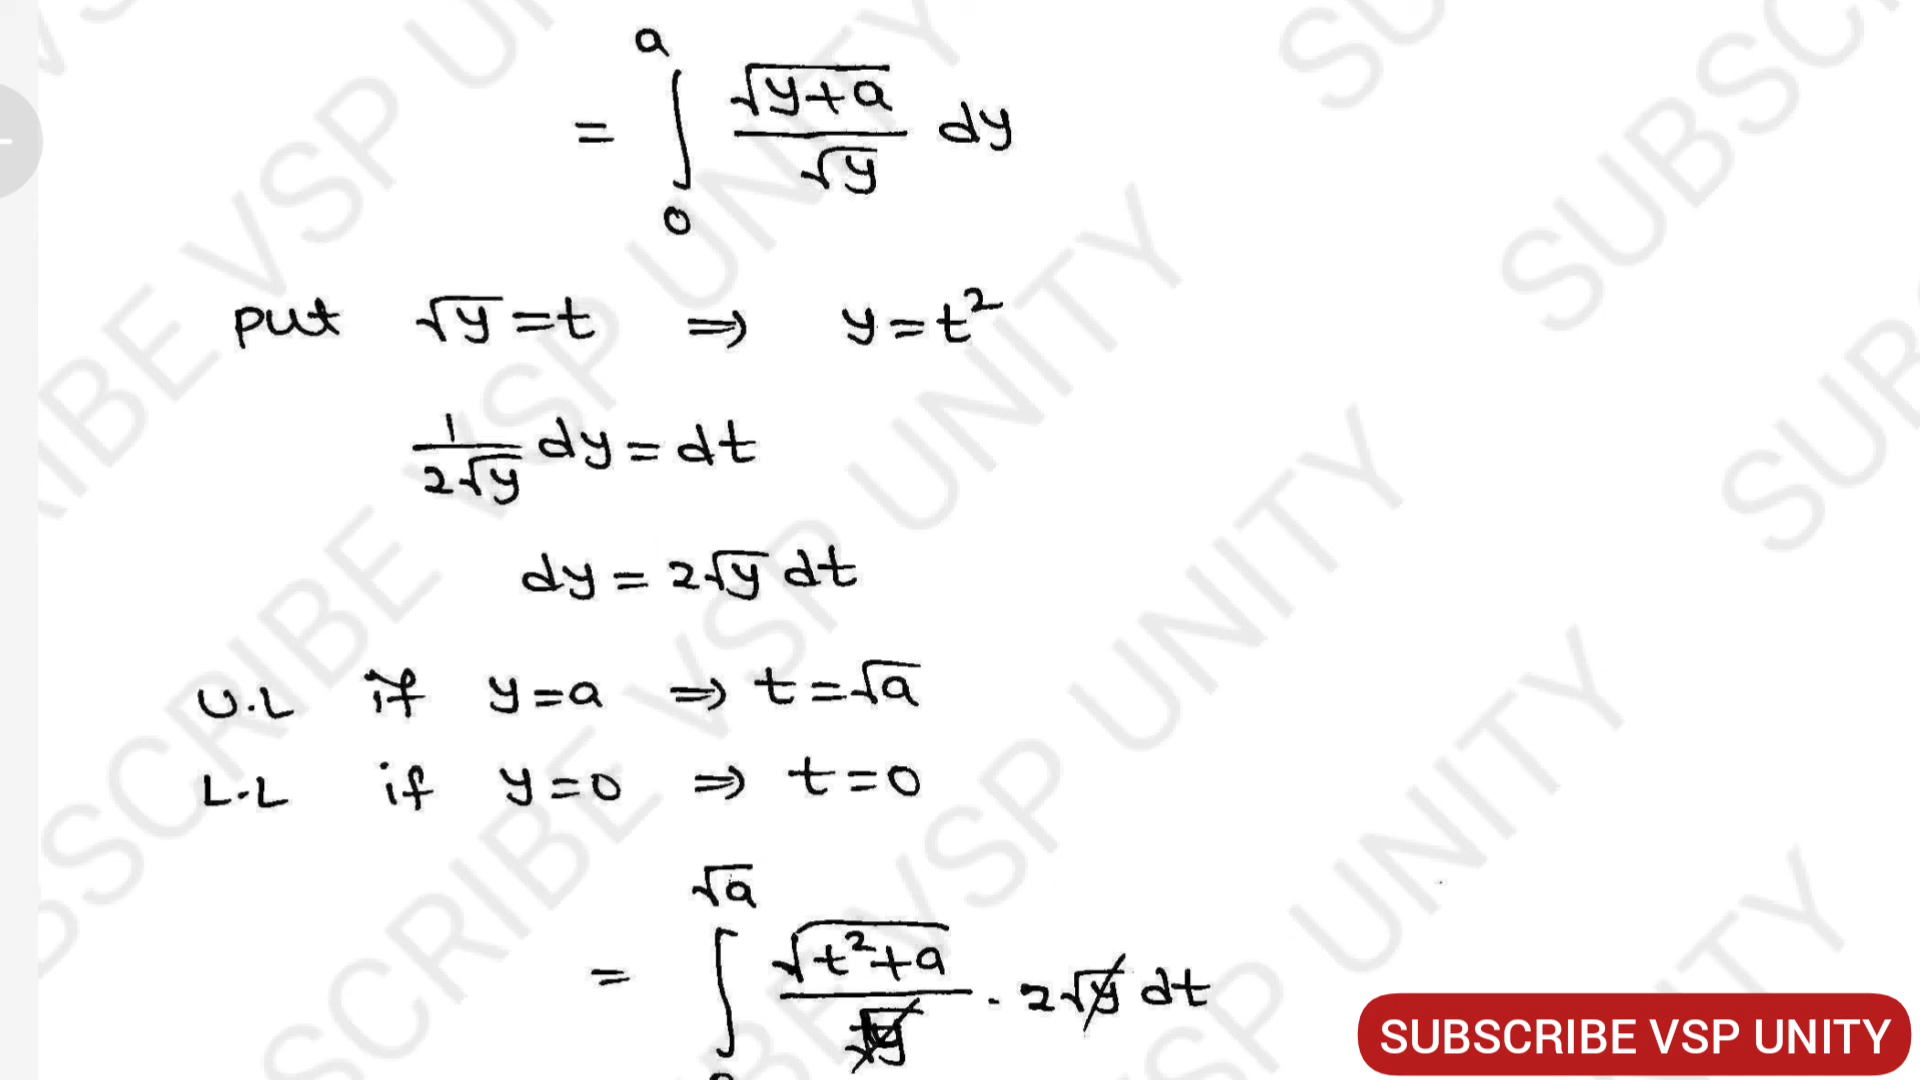 = ∫₀ᵃ √(y+a)/√y dy
put √y = t ⇒ y = t²
1/(2√y) dy = dt
dy = 2√y dt
U.L if y=a ⇒ t=√a
L.L if y=0 ⇒ t=0
= ∫₀^√a √(t²+a)/√y · 2√y dt
SUBSCRIBE VSP UNITY